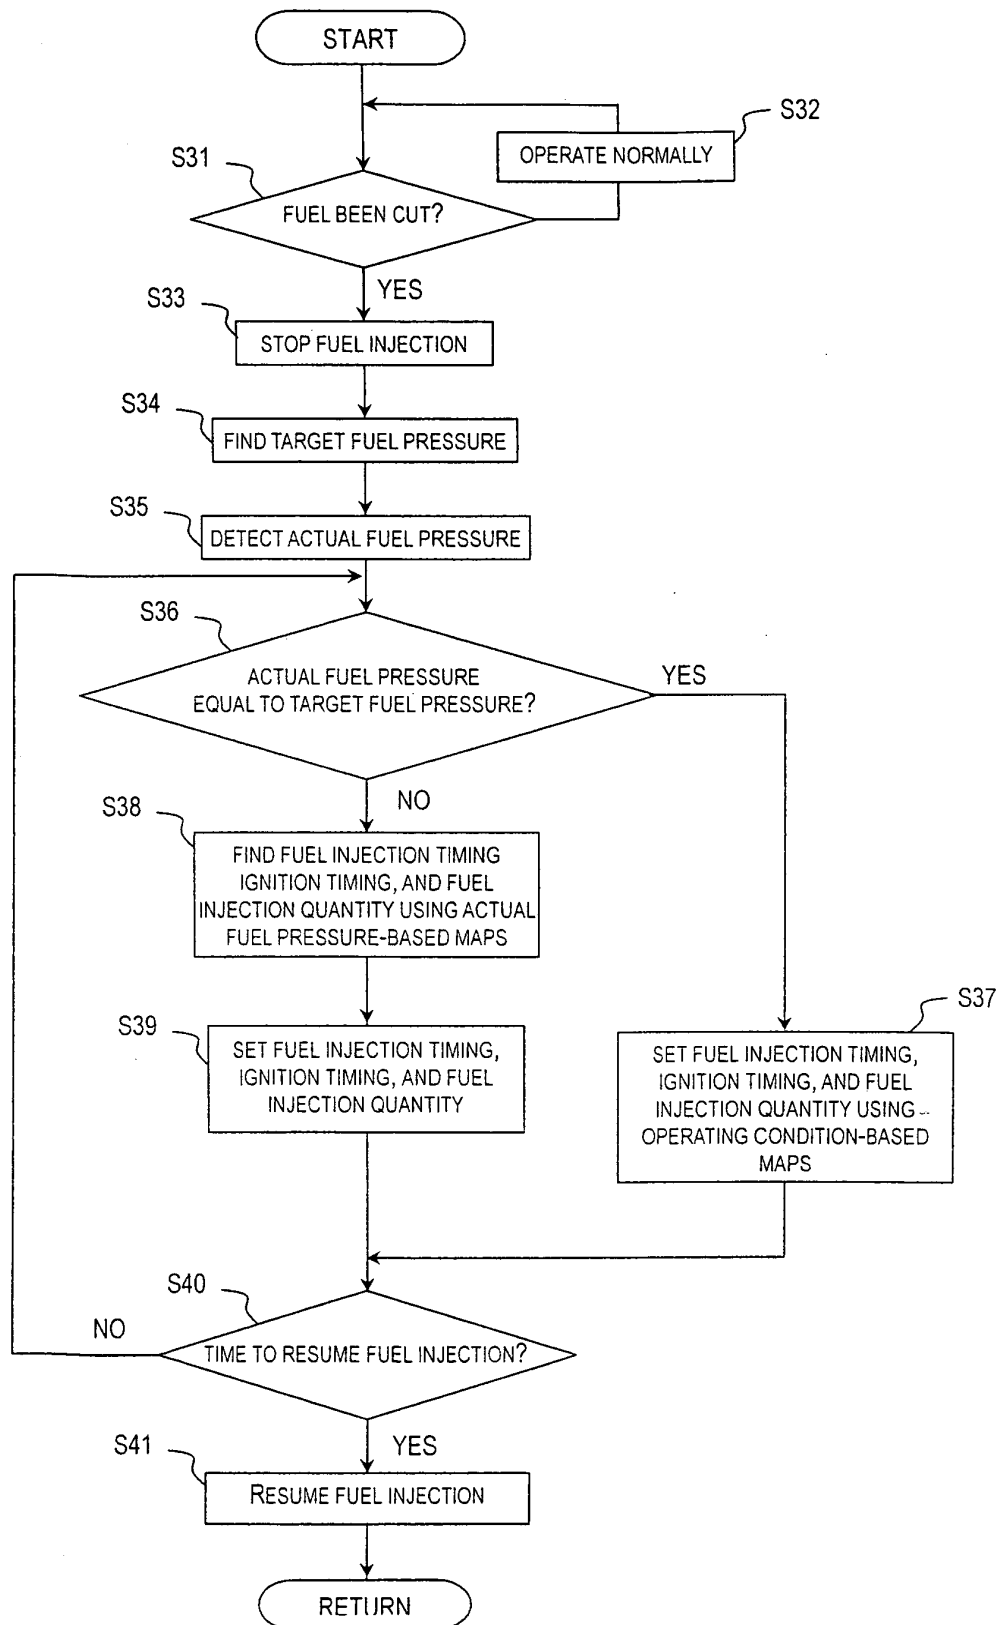 START
S32
OPERATE NORMALLY
S31
FUEL BEEN CUT?
YES
S33
STOP FUEL INJECTION
S34
FIND TARGET FUEL PRESSURE
S35
DETECT ACTUAL FUEL PRESSURE
S36
ACTUAL FUEL PRESSURE
EQUAL TO TARGET FUEL PRESSURE?
YES
NO
S38
FIND FUEL INJECTION TIMING
IGNITION TIMING, AND FUEL
INJECTION QUANTITY USING ACTUAL
FUEL PRESSURE-BASED MAPS
S37
SET FUEL INJECTION TIMING,
IGNITION TIMING, AND FUEL
INJECTION QUANTITY USING
OPERATING CONDITION-BASED
MAPS
S39
SET FUEL INJECTION TIMING,
IGNITION TIMING, AND FUEL
INJECTION QUANTITY
S40
NO
TIME TO RESUME FUEL INJECTION?
YES
S41
RESUME FUEL INJECTION
RETURN